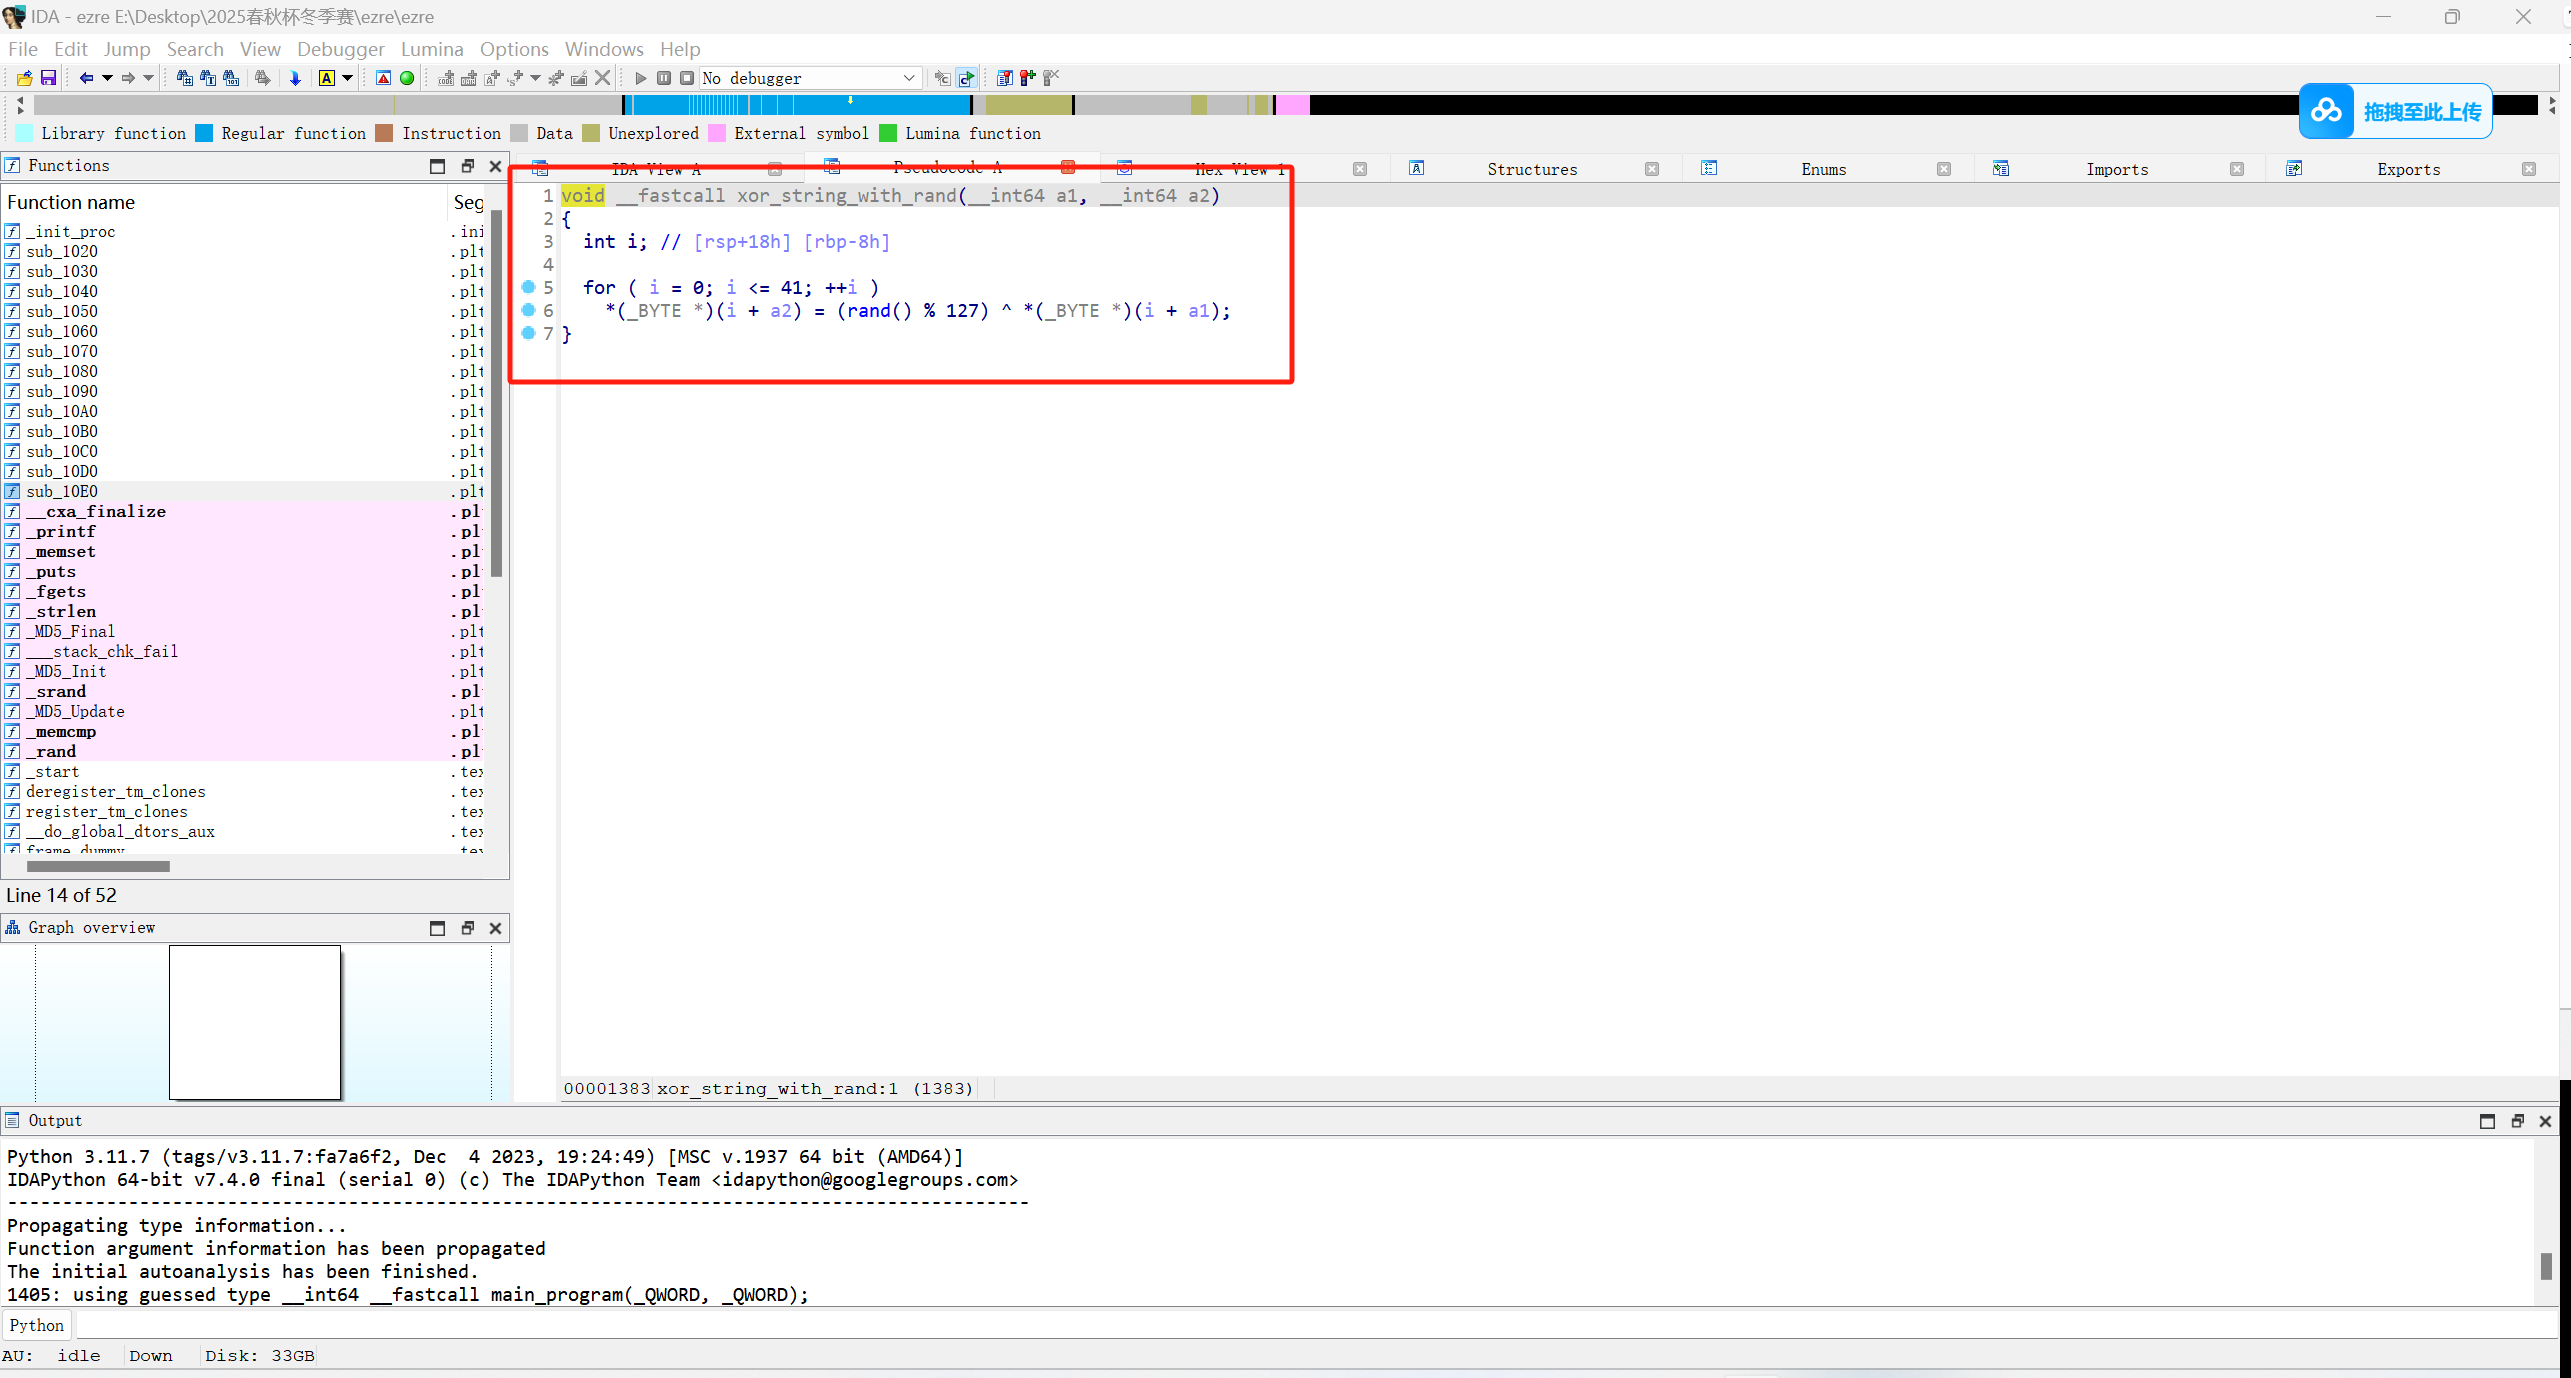 IDA - ezre E:\Desktop\2025春秋杯冬季赛\ezre\ezre
File Edit Jump Search View Debugger Lumina Options Windows Help
No debugger
拖拽至此上传
Library function Regular function Instruction Data Unexplored External symbol Lumina function
Functions
IDA View-A Pseudocode-A Hex View-1 Structures Enums Imports Exports
Function name Seg
_init_proc .ini
sub_1020 .plt
sub_1030 .plt
sub_1040 .plt
sub_1050 .plt
sub_1060 .plt
sub_1070 .plt
sub_1080 .plt
sub_1090 .plt
sub_10A0 .plt
sub_10B0 .plt
sub_10C0 .plt
sub_10D0 .plt
sub_10E0 .plt
__cxa_finalize .pl
_printf .pl
_memset .pl
_puts .pl
_fgets .pl
_strlen .pl
_MD5_Final .plt
___stack_chk_fail .plt
_MD5_Init .plt
_srand .pl
_MD5_Update .plt
_memcmp .pl
_rand .pl
_start .tex
deregister_tm_clones .tex
register_tm_clones .tex
__do_global_dtors_aux .tex
frame_dummy .tex
Line 14 of 52
Graph overview
1 void __fastcall xor_string_with_rand(__int64 a1, __int64 a2)
2 {
3 int i; // [rsp+18h] [rbp-8h]
4
5 for ( i = 0; i <= 41; ++i )
6 *(_BYTE *)(i + a2) = (rand() % 127) ^ *(_BYTE *)(i + a1);
7 }
00001383 xor_string_with_rand:1 (1383)
Output
Python 3.11.7 (tags/v3.11.7:fa7a6f2, Dec  4 2023, 19:24:49) [MSC v.1937 64 bit (AMD64)]
IDAPython 64-bit v7.4.0 final (serial 0) (c) The IDAPython Team <idapython@googlegroups.com>
---------------------------------------------------------------------------------------------
Propagating type information...
Function argument information has been propagated
The initial autoanalysis has been finished.
1405: using guessed type __int64 __fastcall main_program(_QWORD, _QWORD);
Python
AU: idle Down Disk: 33GB